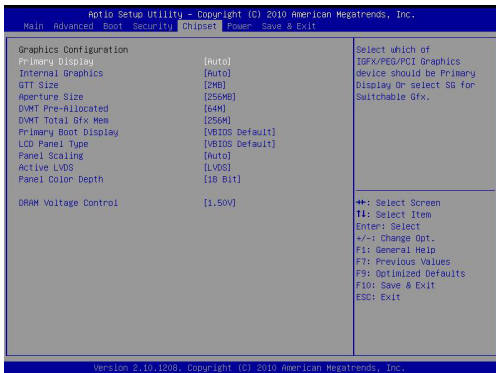 Aptio Setup Utility – Copyright (C) 2010 American Megatrends, Inc.
Main Advanced Boot Security Chipset Power Save & Exit
Graphics Configuration
Primary Display [Auto]
Internal Graphics [Auto]
GTT Size [2MB]
Aperture Size [256MB]
DVMT Pre-Allocated [64M]
DVMT Total Gfx Mem [256M]
Primary Boot Display [VBIOS Default]
LCD Panel Type [VBIOS Default]
Panel Scaling [Auto]
Active LVDS [LVDS]
Panel Color Depth [18 Bit]
DRAM Voltage Control [1.50V]
Select which of
IGFX/PEG/PCI Graphics
device should be Primary
Display Or select SG for
Switchable Gfx.
→←: Select Screen
↑↓: Select Item
Enter: Select
+/-: Change Opt.
F1: General Help
F7: Previous Values
F9: Optimized Defaults
F10: Save & Exit
ESC: Exit
Version 2.10.1208. Copyright (C) 2010 American Megatrends, Inc.